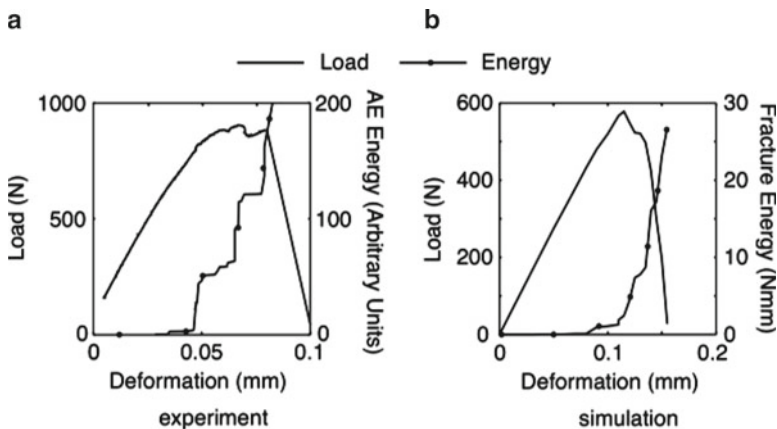 a
b
Load
Energy
Load (N)
1000
500
0
200
100
0
AE Energy (Arbitrary Units)
0
0.05
0.1
Deformation (mm)
experiment
Load (N)
600
400
200
0
30
20
10
0
Fracture Energy (Nmm)
0
0.1
0.2
Deformation (mm)
simulation